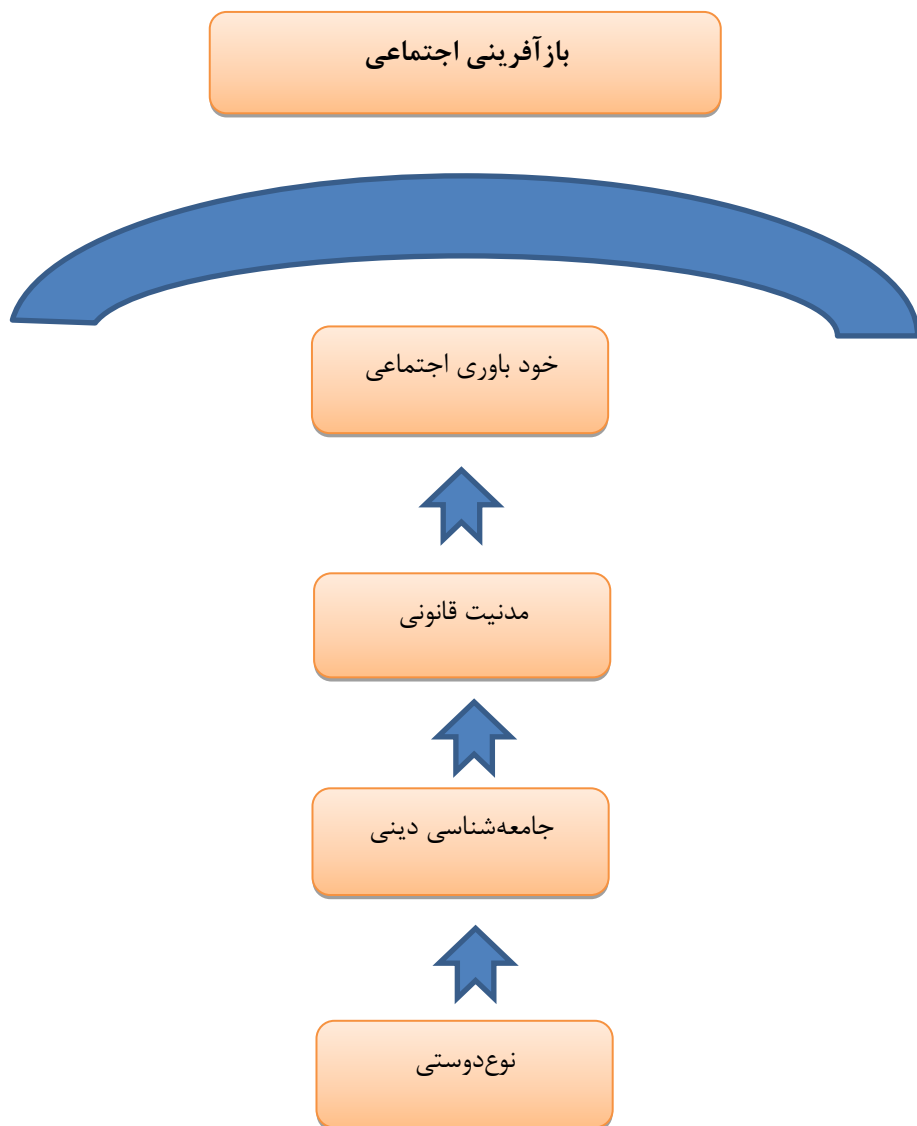 بازآفرینی اجتماعی
خود باوری اجتماعی
مدنیت قانونی
جامعه‌شناسی دینی
نوع‌دوستی